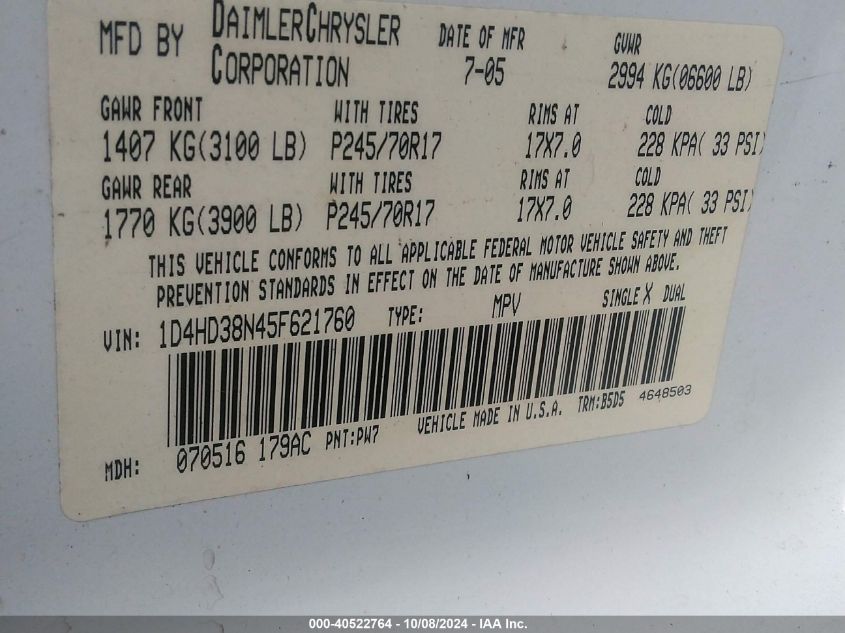 MFD BY DAIMLERCHRYSLER CORPORATION DATE OF MFR 7-05 GVWR 2994 KG(06600 LB)
GAWR FRONT WITH TIRES RIMS AT COLD
1407 KG(3100 LB) P245/70R17 17X7.0 228 KPA( 33 PSI)
GAWR REAR WITH TIRES RIMS AT COLD
1770 KG(3900 LB) P245/70R17 17X7.0 228 KPA( 33 PSI)
THIS VEHICLE CONFORMS TO ALL APPLICABLE FEDERAL MOTOR VEHICLE SAFETY AND THEFT
PREVENTION STANDARDS IN EFFECT ON THE DATE OF MANUFACTURE SHOWN ABOVE.
VIN: 1D4HD38N45F621760 TYPE: MPV SINGLE X DUAL
MDH: 070516 179AC PNT:PW7 VEHICLE MADE IN U.S.A. TRM:B5D5 4648503
000-40522764 - 10/08/2024 - IAA Inc.